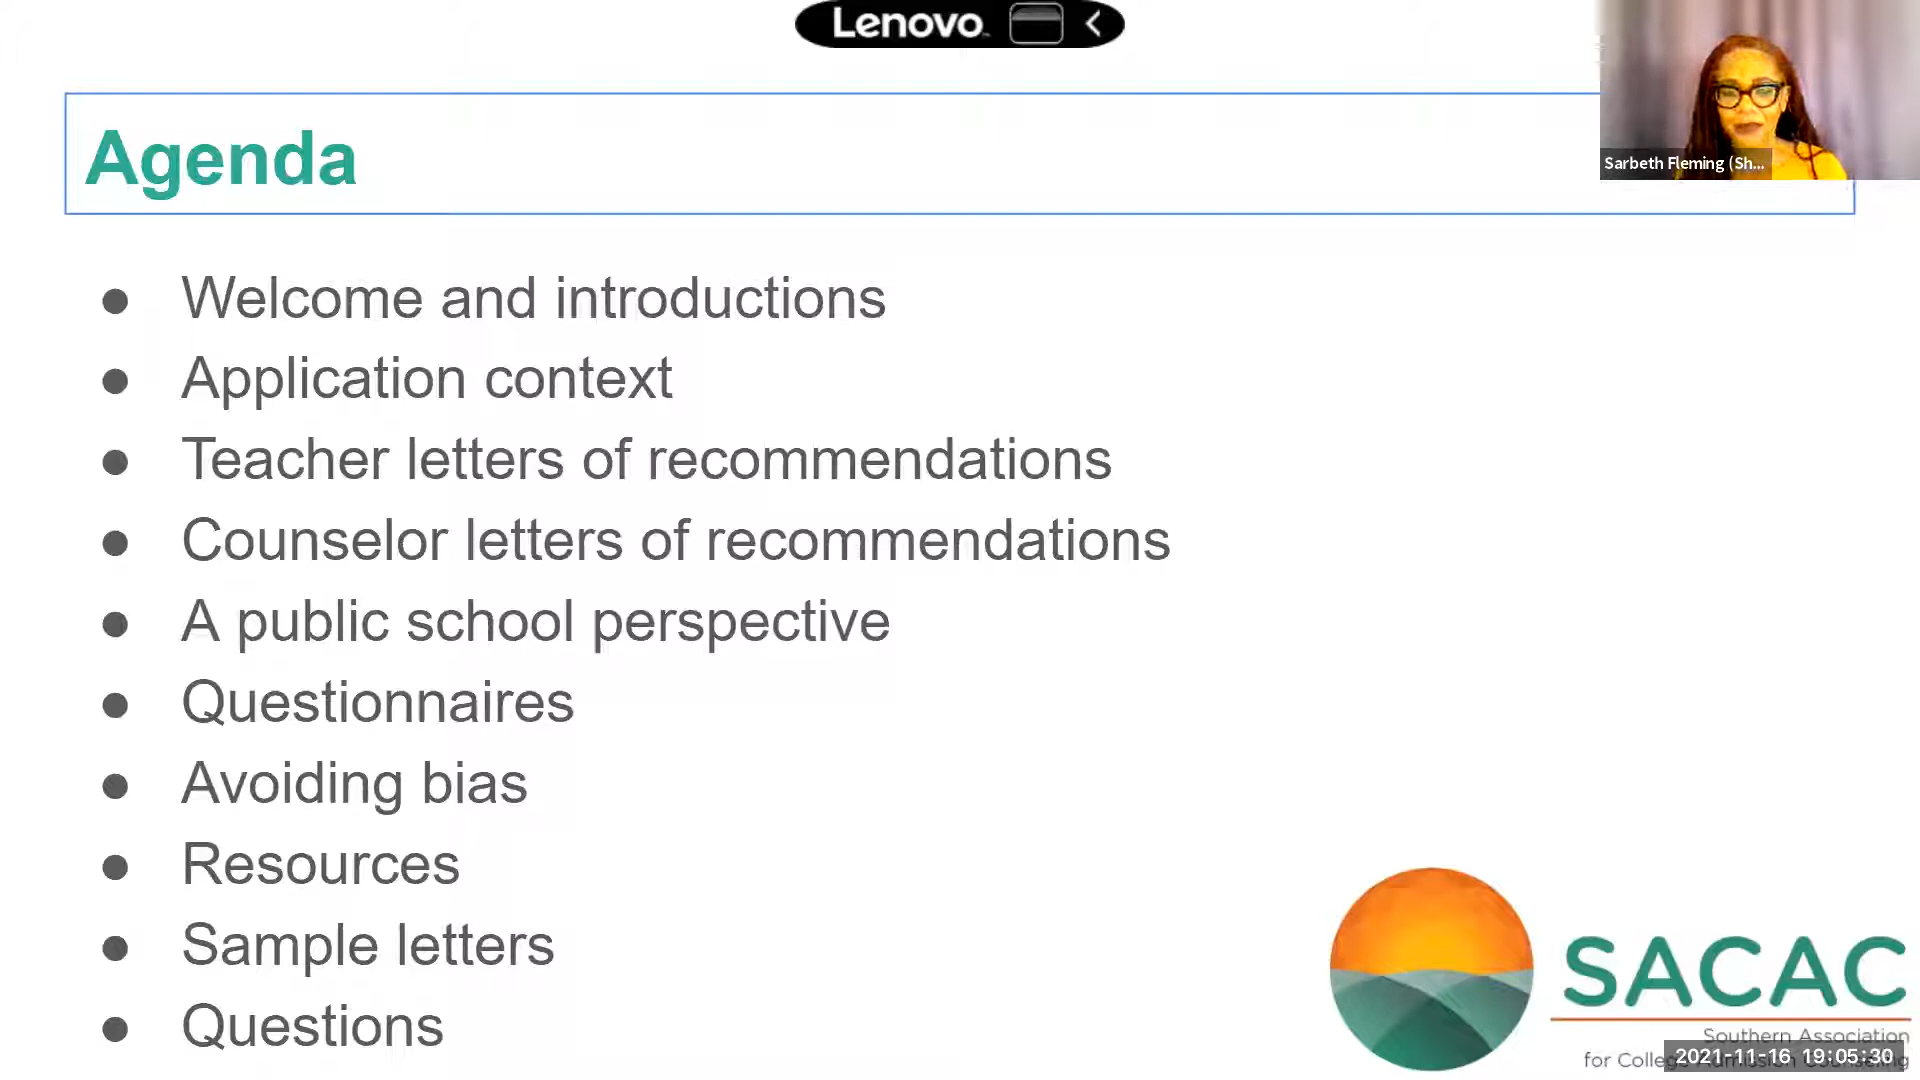 Lenovo
Sarbeth Fleming (Sh...
Agenda
● Welcome and introductions
● Application context
● Teacher letters of recommendations
● Counselor letters of recommendations
● A public school perspective
● Questionnaires
● Avoiding bias
● Resources
● Sample letters
● Questions
SACAC
Southern Association
for College Admission Counseling
2021-11-16 19:05:30